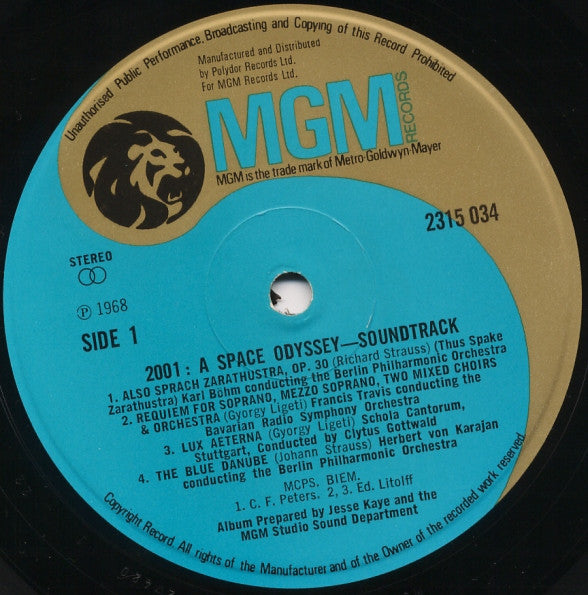 Unauthorised Public Performance, Broadcasting and Copying of this Record Prohibited
Manufactured and Distributed
by Polydor Records Ltd.
For MGM Records Ltd.
MGM
RECORDS
MGM is the trade mark of Metro-Goldwyn-Mayer
2315 034
STEREO
℗ 1968
SIDE 1
2001: A SPACE ODYSSEY—SOUNDTRACK
1. ALSO SPRACH ZARATHUSTRA, OP. 30 (Richard Strauss) (Thus Spake
Zarathustra) Karl Böhm conducting the Berlin Philharmonic Orchestra
2. REQUIEM FOR SOPRANO, MEZZO SOPRANO, TWO MIXED CHOIRS
& ORCHESTRA (Gyorgy Ligeti) Francis Travis conducting the
Bavarian Radio Symphony Orchestra
3. LUX AETERNA (Gyorgy Ligeti) Schola Cantorum,
Stuttgart, Conducted by Clytus Gottwald
4. THE BLUE DANUBE (Johann Strauss) Herbert von Karajan
conducting the Berlin Philharmonic Orchestra
MCPS, BIEM.
1. C. F. Peters. 2, 3. Ed. Litolff
Album Prepared by Jesse Kaye and the
MGM Studio Sound Department
Copyright Record. All rights of the Manufacturer and of the Owner of the recorded work reserved.